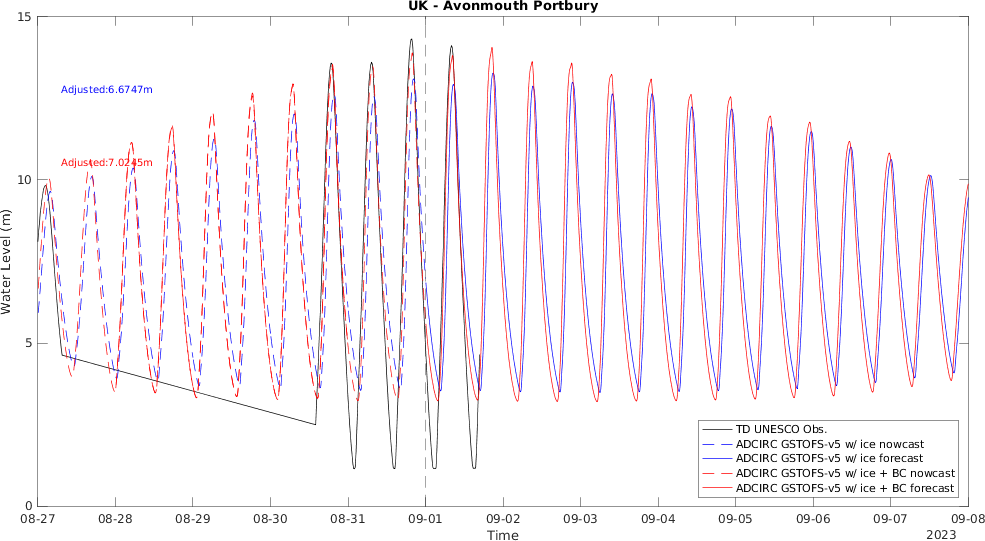 UK - Avonmouth Portbury
15
10
5
0
Water Level (m)
Adjusted:6.6747m
Adjusted:7.0245m
TD UNESCO Obs.
ADCIRC GSTOFS-v5 w/ ice nowcast
ADCIRC GSTOFS-v5 w/ ice forecast
ADCIRC GSTOFS-v5 w/ ice + BC nowcast
ADCIRC GSTOFS-v5 w/ ice + BC forecast
08-27 08-28 08-29 08-30 08-31 09-01 09-02 09-03 09-04 09-05 09-06 09-07 09-08
Time
2023